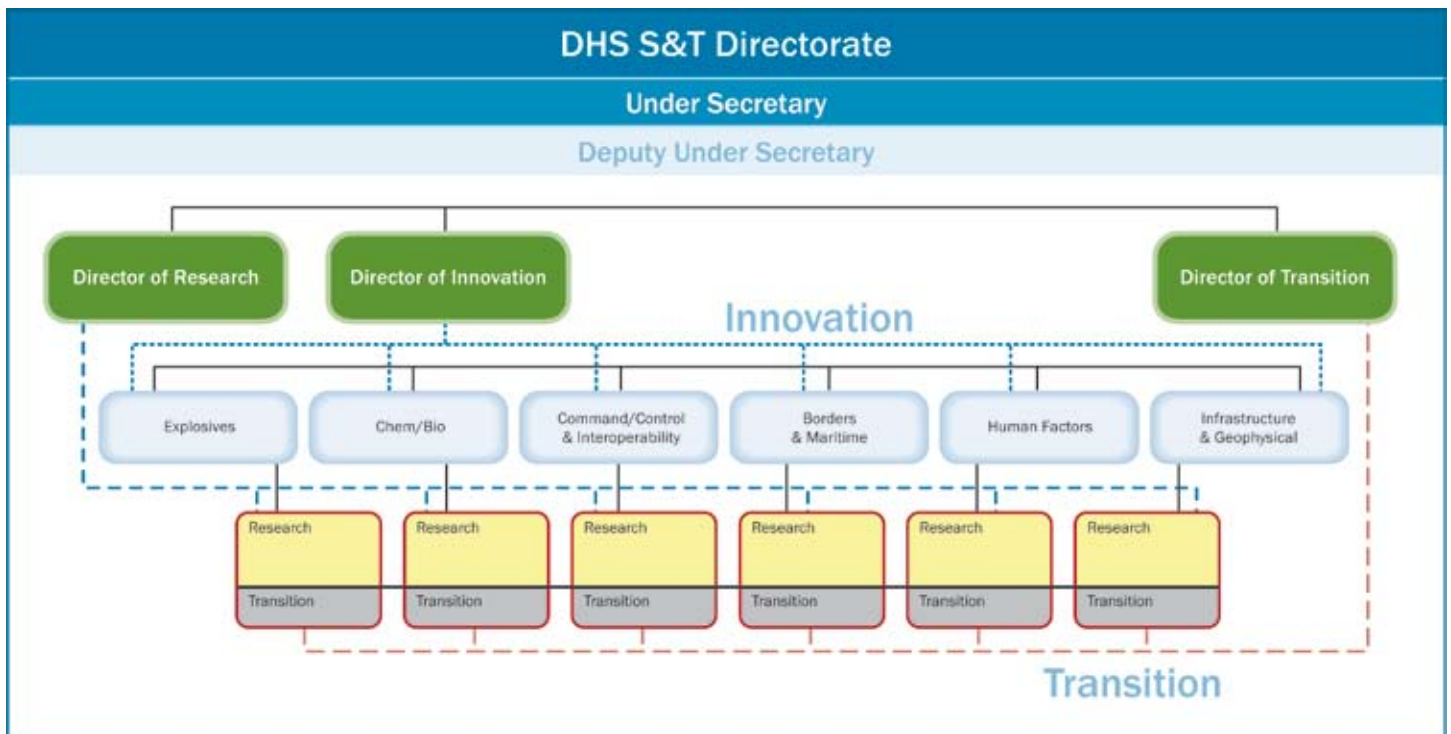 DHS S&T Directorate
Under Secretary
Deputy Under Secretary
Director of Research
Director of Innovation
Director of Transition
Innovation
Explosives
Chem/Bio
Command/Control
& Interoperability
Borders
& Maritime
Human Factors
Infrastructure
& Geophysical
Research
Research
Research
Research
Research
Research
Transition
Transition
Transition
Transition
Transition
Transition
Transition